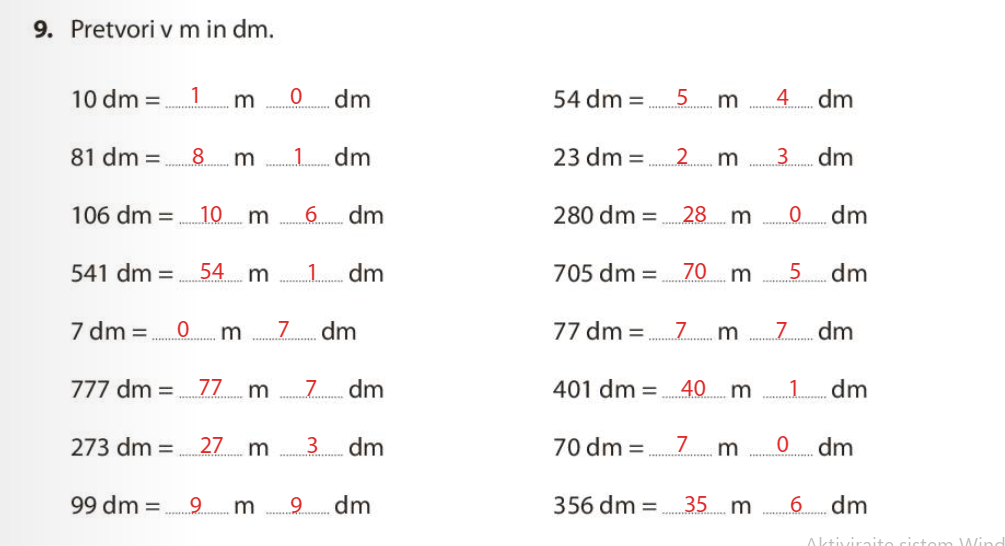 9. Pretvori v m in dm.
10 dm = 1 m 0 dm
54 dm = 5 m 4 dm
81 dm = 8 m 1 dm
23 dm = 2 m 3 dm
106 dm = 10 m 6 dm
280 dm = 28 m 0 dm
541 dm = 54 m 1 dm
705 dm = 70 m 5 dm
7 dm = 0 m 7 dm
77 dm = 7 m 7 dm
777 dm = 77 m 7 dm
401 dm = 40 m 1 dm
273 dm = 27 m 3 dm
70 dm = 7 m 0 dm
99 dm = 9 m 9 dm
356 dm = 35 m 6 dm
Aktivirajte sistem Wind